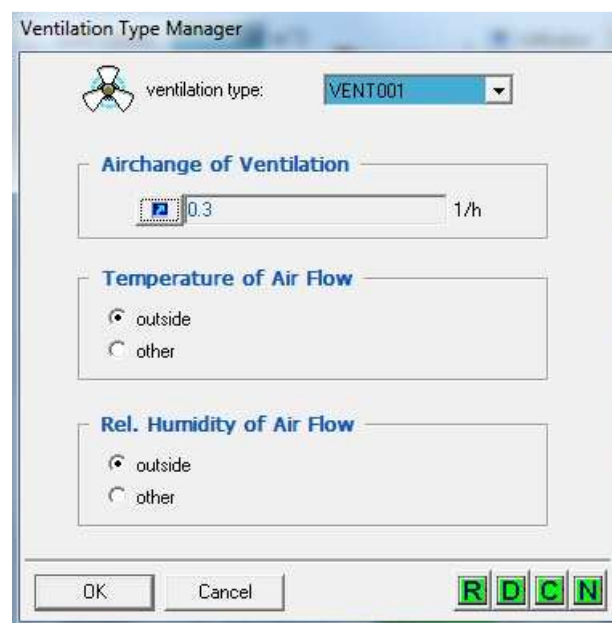 Ventilation Type Manager
ventilation type: VENT001
Airchange of Ventilation
0.3 1/h
Temperature of Air Flow
outside
other
Rel. Humidity of Air Flow
outside
other
OK Cancel R D C N